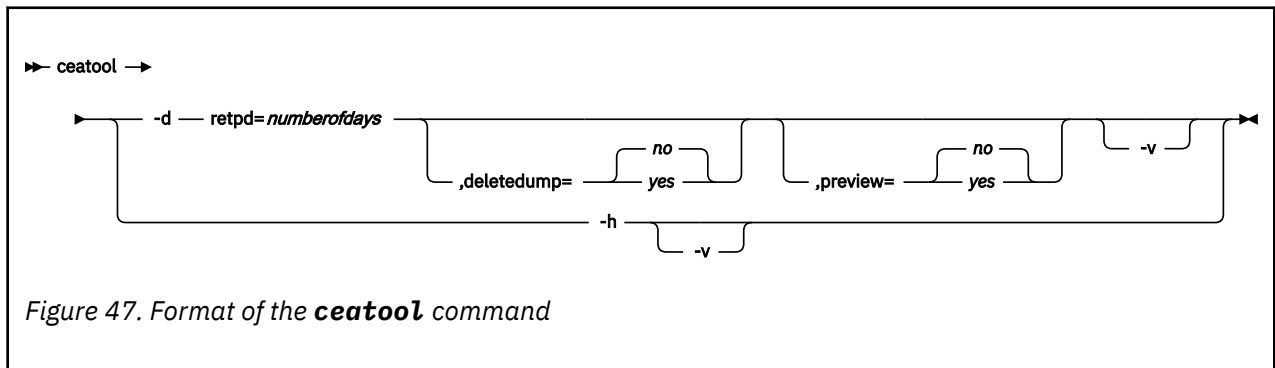 ceatool
-d retpd=numberofdays
,deletedump= no
yes
,preview= no
yes
-v
-h
-v
Figure 47. Format of the ceatool command